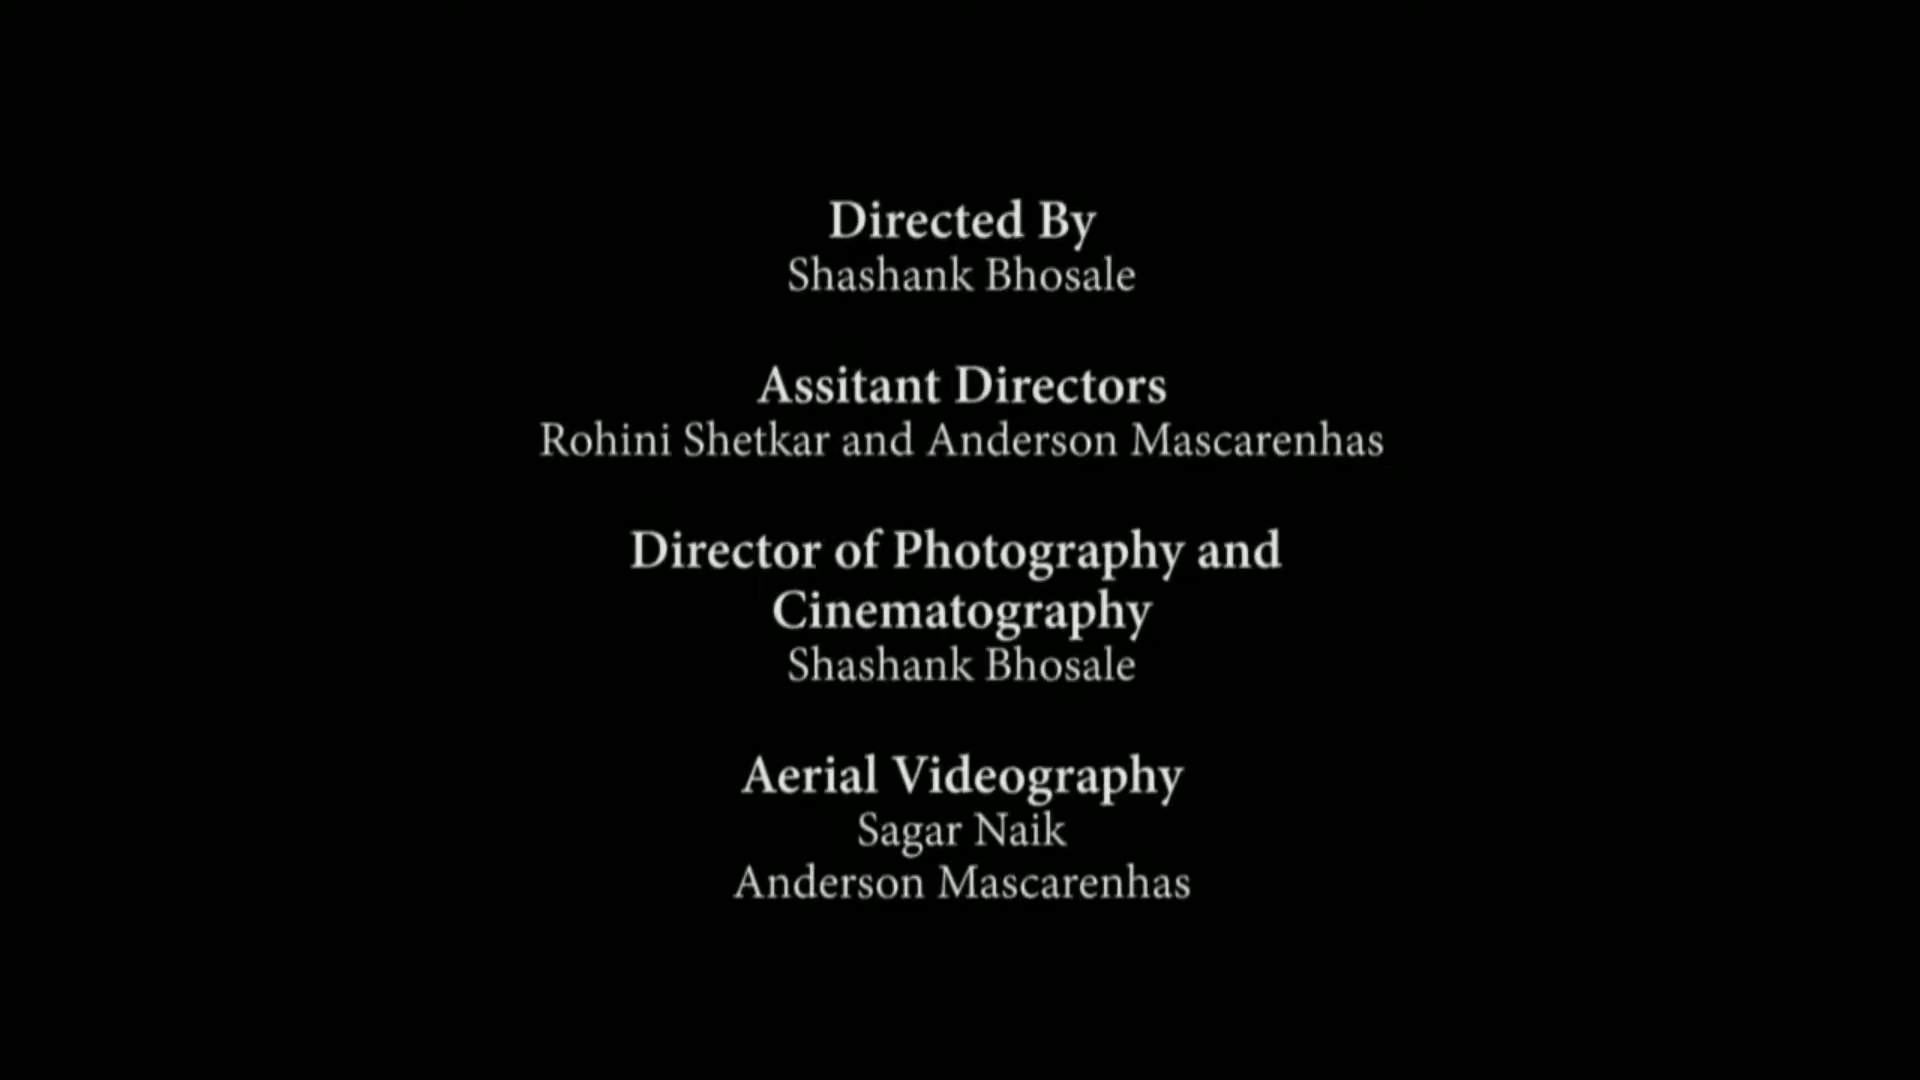 Directed By
Shashank Bhosale
Assitant Directors
Rohini Shetkar and Anderson Mascarenhas
Director of Photography and
Cinematography
Shashank Bhosale
Aerial Videography
Sagar Naik
Anderson Mascarenhas